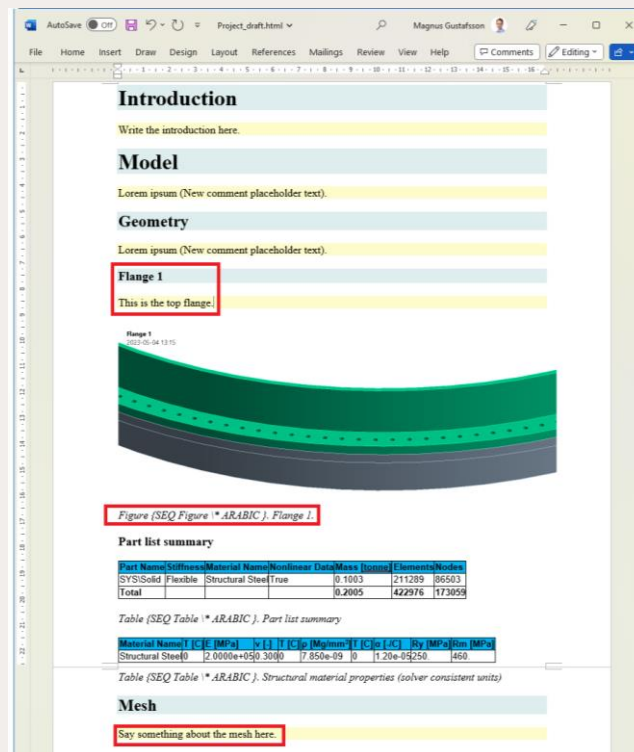 AutoSave Off Project_draft.html Magnus Gustafsson
File Home Insert Draw Design Layout References Mailings Review View Help Comments Editing
Introduction
Write the introduction here.
Model
Lorem ipsum (New comment placeholder text).
Geometry
Lorem ipsum (New comment placeholder text).
Flange 1
This is the top flange.
Flange 1
2023-05-04 13:15
Figure {SEQ Figure \* ARABIC }. Flange 1.
Part list summary
Part Name Stiffness Material Name Nonlinear Data Mass [tonne] Elements Nodes
SYS\Solid Flexible Structural Steel True 0.1003 211289 86503
Total 0.2005 422976 173059
Table {SEQ Table \* ARABIC }. Part list summary
Material Name T [C] E [MPa] v [-] T [C] ρ [Mg/mm³] T [C] α [./C] Ry [MPa] Rm [MPa]
Structural Steel 0 2.0000e+05 0.300 0 7.850e-09 0 1.20e-05 250. 460.
Table {SEQ Table \* ARABIC }. Structural material properties (solver consistent units)
Mesh
Say something about the mesh here.